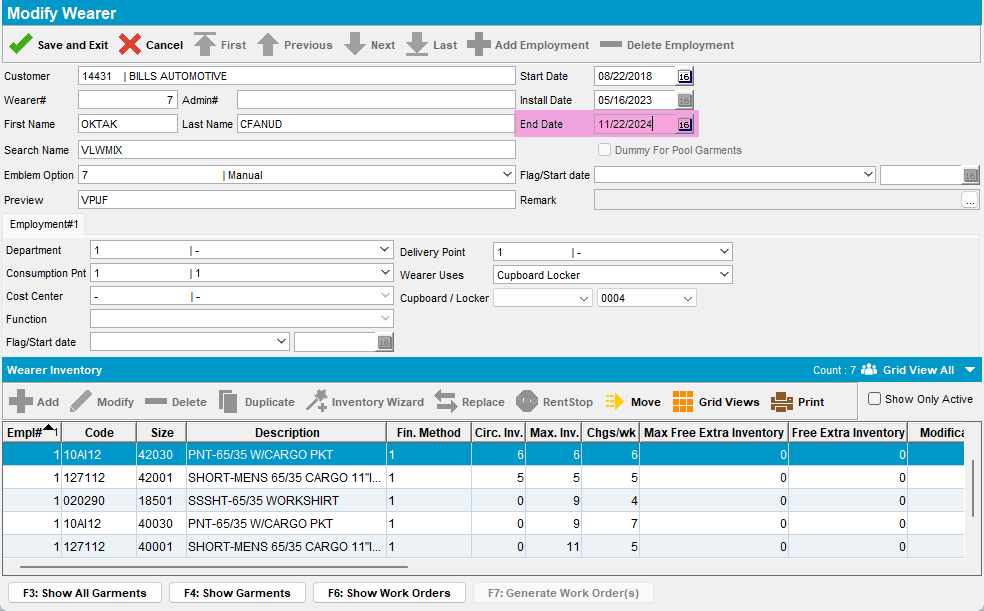 Modify Wearer
Save and Exit Cancel First Previous Next Last Add Employment Delete Employment
Customer 14431 | BILLS AUTOMOTIVE Start Date 08/22/2018 16
Wearer# 7 Admin# Install Date 05/16/2023 16
First Name OKTAK Last Name CFANUD End Date 11/22/2024 16
Search Name VLWMIX Dummy For Pool Garments
Emblem Option 7 | Manual Flag/Start date 16
Preview VPIJF Remark ...
Employment#1
Department 1 | - Delivery Point 1 | -
Consumption Pnt 1 | 1 Wearer Uses Cupboard Locker
Cost Center - | - Cupboard / Locker 0004
Function
Flag/Start date 16
Wearer Inventory Count : 7 Grid View All
Add Modify Delete Duplicate Inventory Wizard Replace RentStop Move Grid Views Print Show Only Active
Empl# 1 Code Size Description Fin. Method Circ. Inv. Max. Inv. Chgs/wk Max Free Extra Inventory Free Extra Inventory Modifica
1 10AI12 42030 PNT-65/35 W/CARGO PKT 1 6 6 6 0 0
1 127112 42001 SHORT-MENS 65/35 CARGO 11"I... 1 5 5 5 0 0
1 020290 18501 SSSHT-65/35 WORKSHIRT 1 0 9 4 0 0
1 10AI12 40030 PNT-65/35 W/CARGO PKT 1 0 9 7 0 0
1 127112 40001 SHORT-MENS 65/35 CARGO 11"I... 1 0 11 5 0 0
F3: Show All Garments F4: Show Garments F6: Show Work Orders F7: Generate Work Order(s)